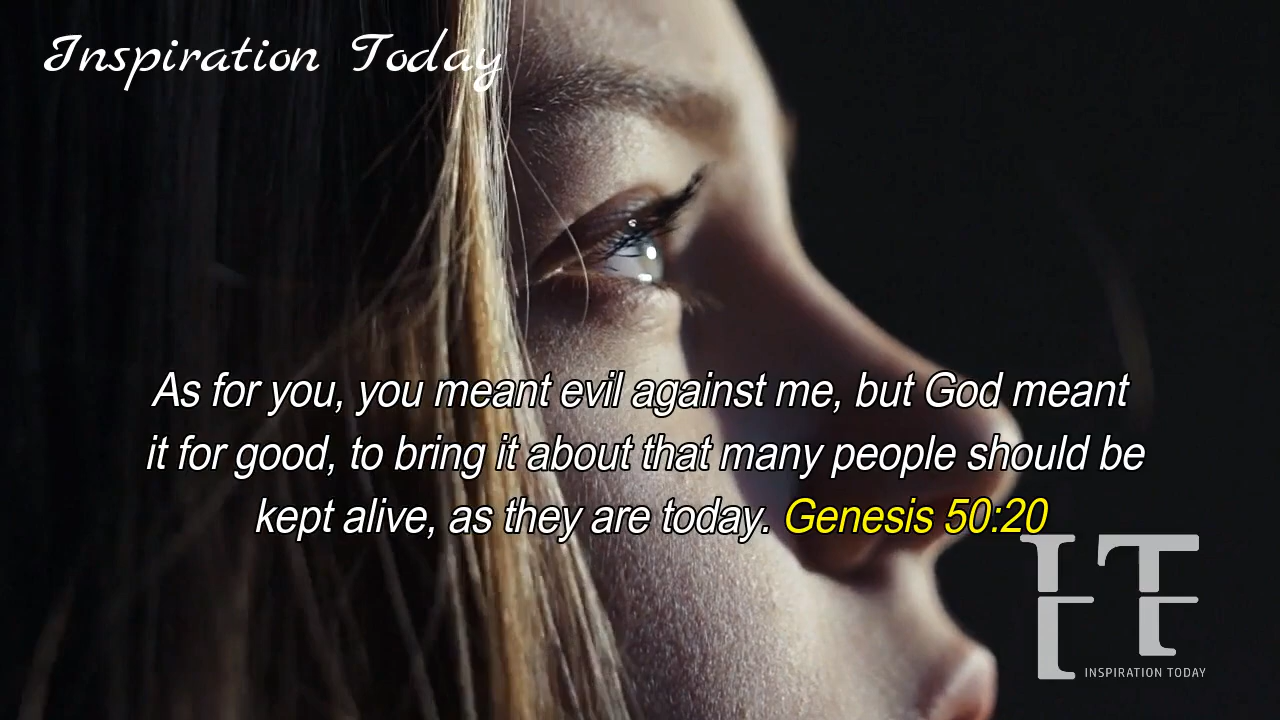 Inspiration Today
As for you, you meant evil against me, but God meant
it for good, to bring it about that many people should be
kept alive, as they are today. Genesis 50:20
IT
INSPIRATION TODAY